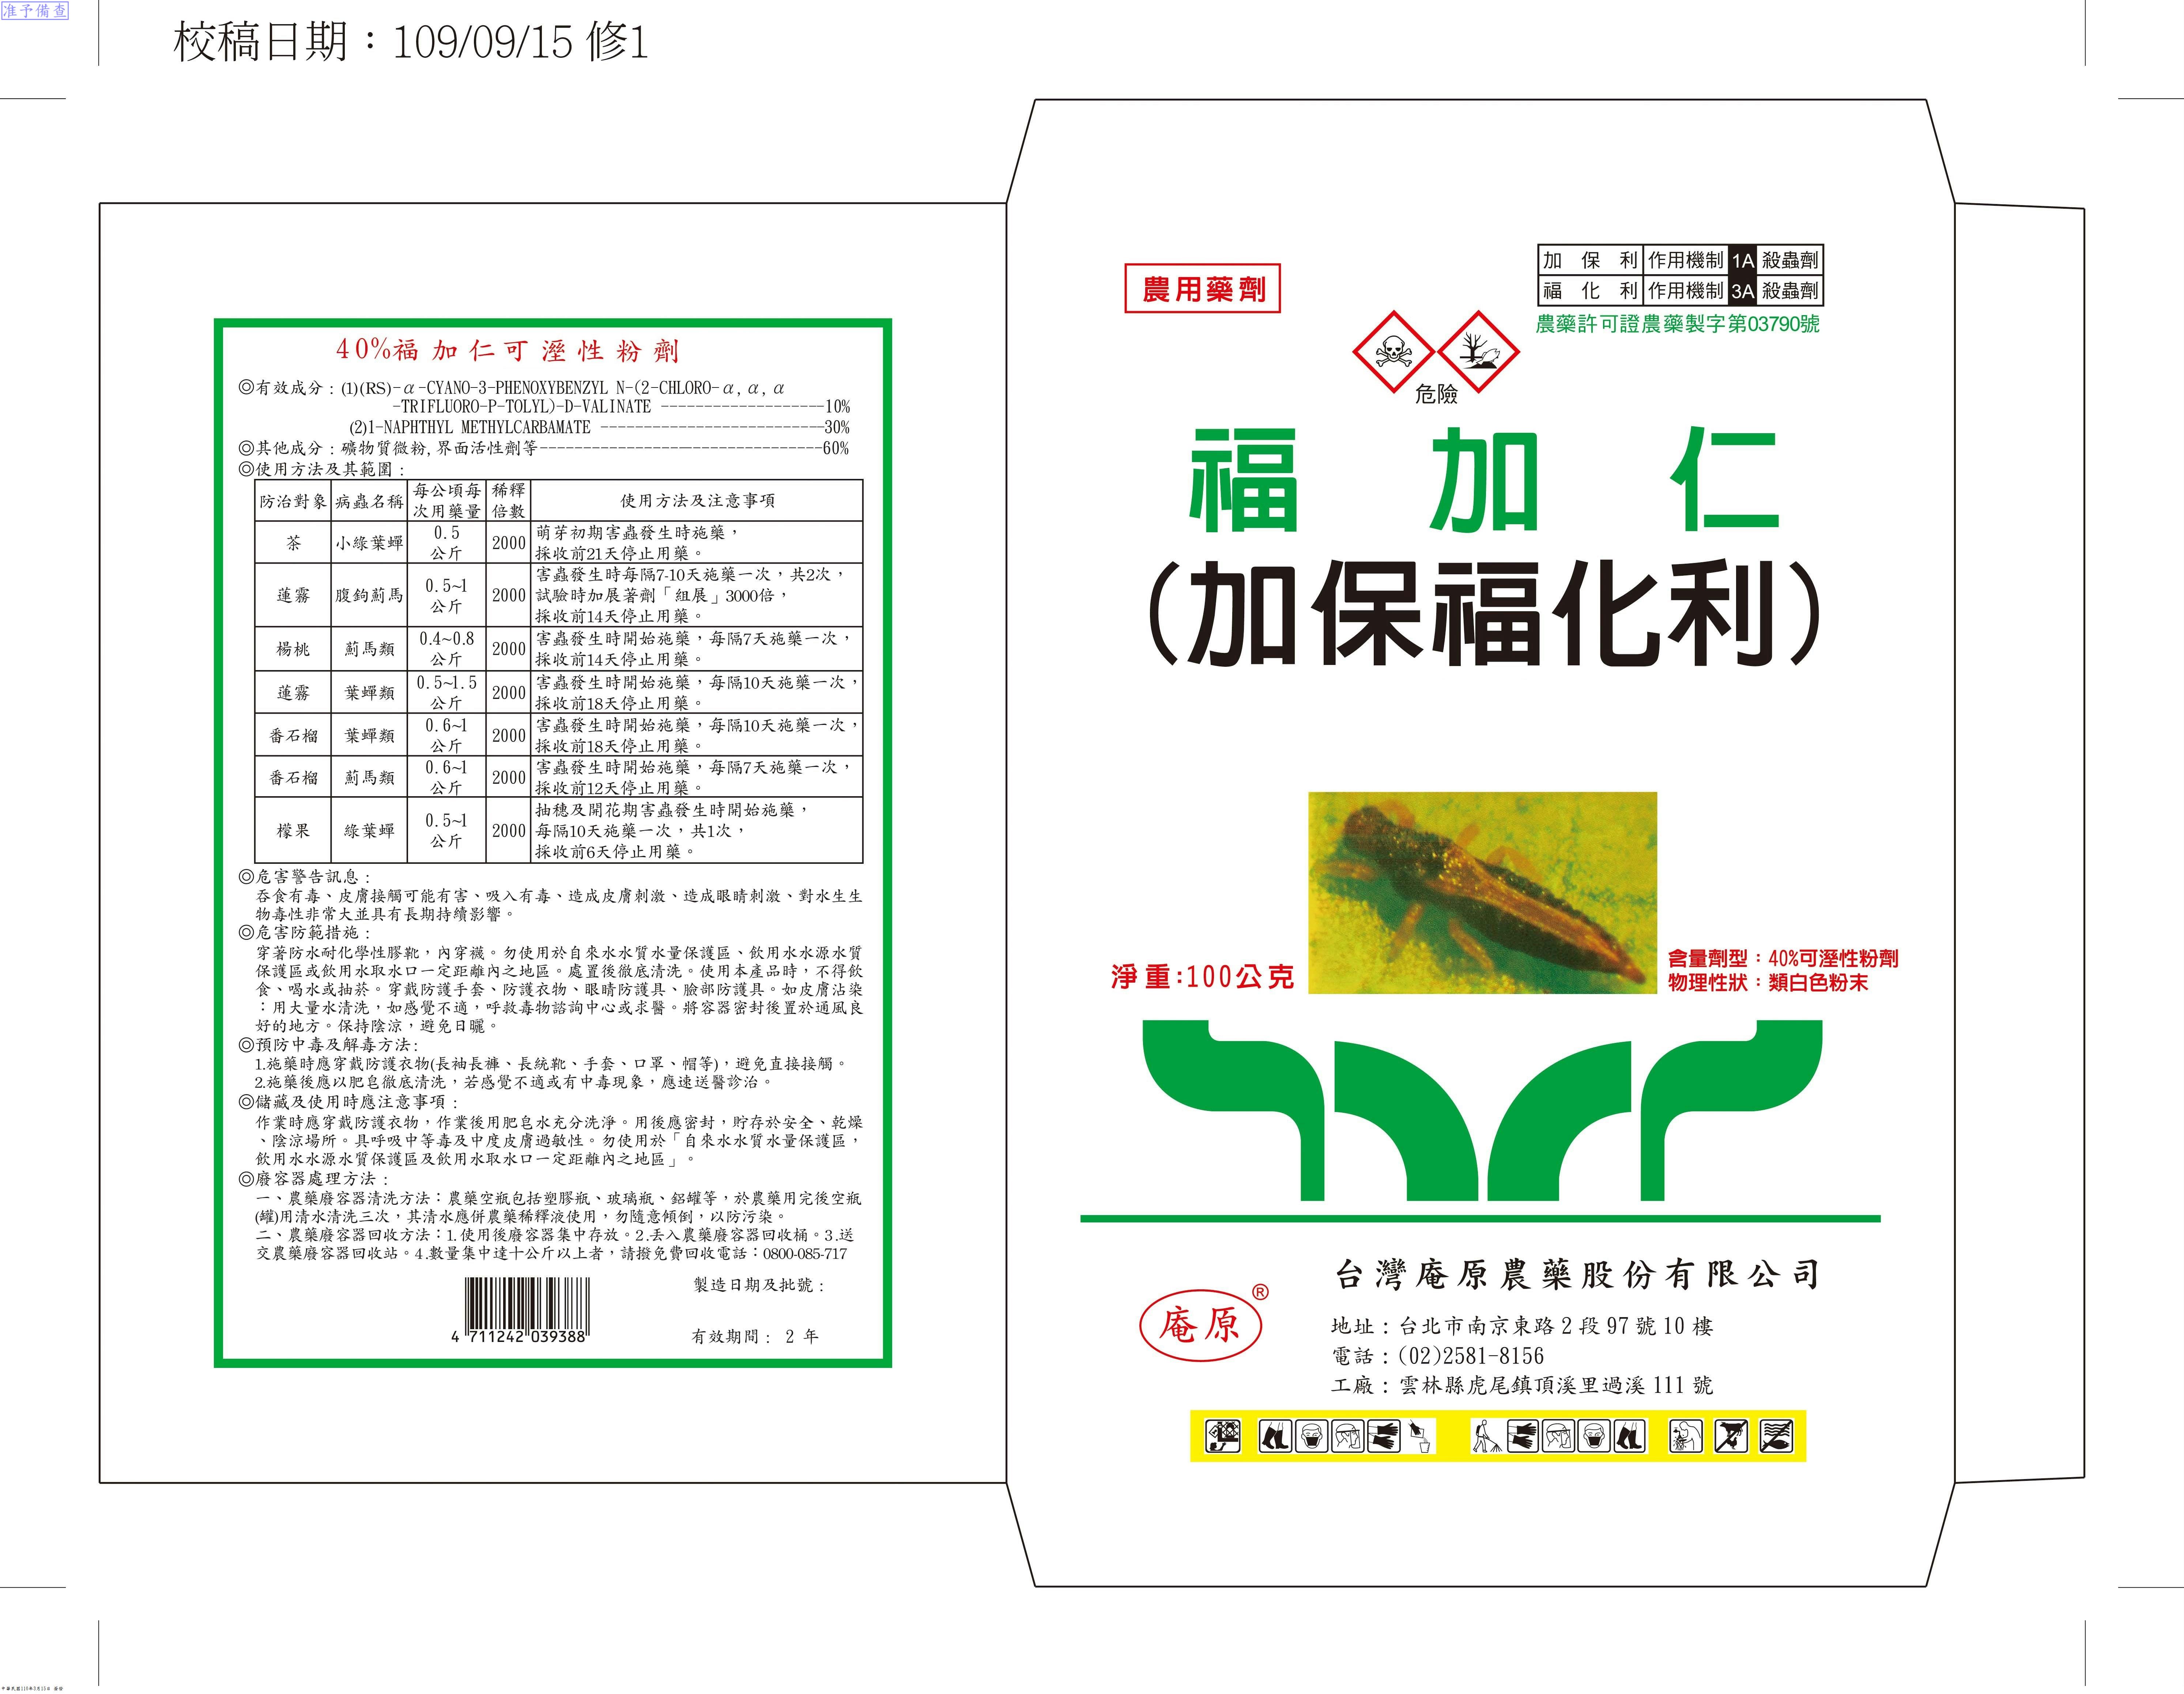 准予備查
校稿日期：109/09/15 修1
40%福加仁可溼性粉劑
◎有效成分：(1)(RS)-α-CYANO-3-PHENOXYBENZYL N-(2-CHLORO-α, α, α
-TRIFLUORO-P-TOLYL)-D-VALINATE -------------------10%
(2)1-NAPHTHYL METHYLCARBAMATE --------------------------30%
◎其他成分：礦物質微粉,界面活性劑等---------------------------------60%
◎使用方法及其範圍：
防治對象 病蟲名稱 每公頃每次用藥量 稀釋倍數 使用方法及注意事項
茶 小綠葉蟬 0.5公斤 2000 萌芽初期害蟲發生時施藥，
採收前21天停止用藥。
蓮霧 腹鉤薊馬 0.5~1公斤 2000 害蟲發生時每隔7-10天施藥一次，共2次，
試驗時加展著劑「組展」3000倍，
採收前14天停止用藥。
楊桃 薊馬類 0.4~0.8公斤 2000 害蟲發生時開始施藥，每隔7天施藥一次，
採收前14天停止用藥。
蓮霧 葉蟬類 0.5~1.5公斤 2000 害蟲發生時開始施藥，每隔10天施藥一次，
採收前18天停止用藥。
番石榴 葉蟬類 0.6~1公斤 2000 害蟲發生時開始施藥，每隔10天施藥一次，
採收前18天停止用藥。
番石榴 薊馬類 0.6~1公斤 2000 害蟲發生時開始施藥，每隔7天施藥一次，
採收前12天停止用藥。
檬果 綠葉蟬 0.5~1公斤 2000 抽穗及開花期害蟲發生時開始施藥，
每隔10天施藥一次，共1次，
採收前6天停止用藥。
◎危害警告訊息：
吞食有毒、皮膚接觸可能有害、吸入有毒、造成皮膚刺激、造成眼睛刺激、對水生生
物毒性非常大並具有長期持續影響。
◎危害防範措施：
穿著防水耐化學性膠靴，內穿襪。勿使用於自來水水質水量保護區、飲用水水源水質
保護區或飲用水取水口一定距離內之地區。處置後徹底清洗。使用本產品時，不得飲
食、喝水或抽菸。穿戴防護手套、防護衣物、眼睛防護具、臉部防護具。如皮膚沾染
：用大量水清洗，如感覺不適，呼救毒物諮詢中心或求醫。將容器密封後置於通風良
好的地方。保持陰涼，避免日曬。
◎預防中毒及解毒方法:
1.施藥時應穿戴防護衣物(長袖長褲、長統靴、手套、口罩、帽等)，避免直接接觸。
2.施藥後應以肥皂徹底清洗，若感覺不適或有中毒現象，應速送醫診治。
◎儲藏及使用時應注意事項：
作業時應穿戴防護衣物，作業後用肥皂水充分洗淨。用後應密封，貯存於安全、乾燥
、陰涼場所。具呼吸中等毒及中度皮膚過敏性。勿使用於「自來水水質水量保護區，
飲用水水源水質保護區及飲用水取水口一定距離內之地區」。
◎廢容器處理方法：
一、農藥廢容器清洗方法：農藥空瓶包括塑膠瓶、玻璃瓶、鋁罐等，於農藥用完後空瓶
(罐)用清水清洗三次，其清水應併農藥稀釋液使用，勿隨意傾倒，以防污染。
二、農藥廢容器回收方法：1.使用後廢容器集中存放。2.丟入農藥廢容器回收桶。3.送
交農藥廢容器回收站。4.數量集中達十公斤以上者，請撥免費回收電話：0800-085-717
4 711242 039388
製造日期及批號：
有效期間： 2 年
農用藥劑
加保利 作用機制 1A 殺蟲劑
福化利 作用機制 3A 殺蟲劑
農藥許可證農藥製字第03790號
危險
福加仁
(加保福化利)
淨重:100公克
含量劑型：40%可溼性粉劑
物理性狀：類白色粉末
庵原®
台灣庵原農藥股份有限公司
地址：台北市南京東路2段97號10樓
電話：(02)2581-8156
工廠：雲林縣虎尾鎮頂溪里過溪111號